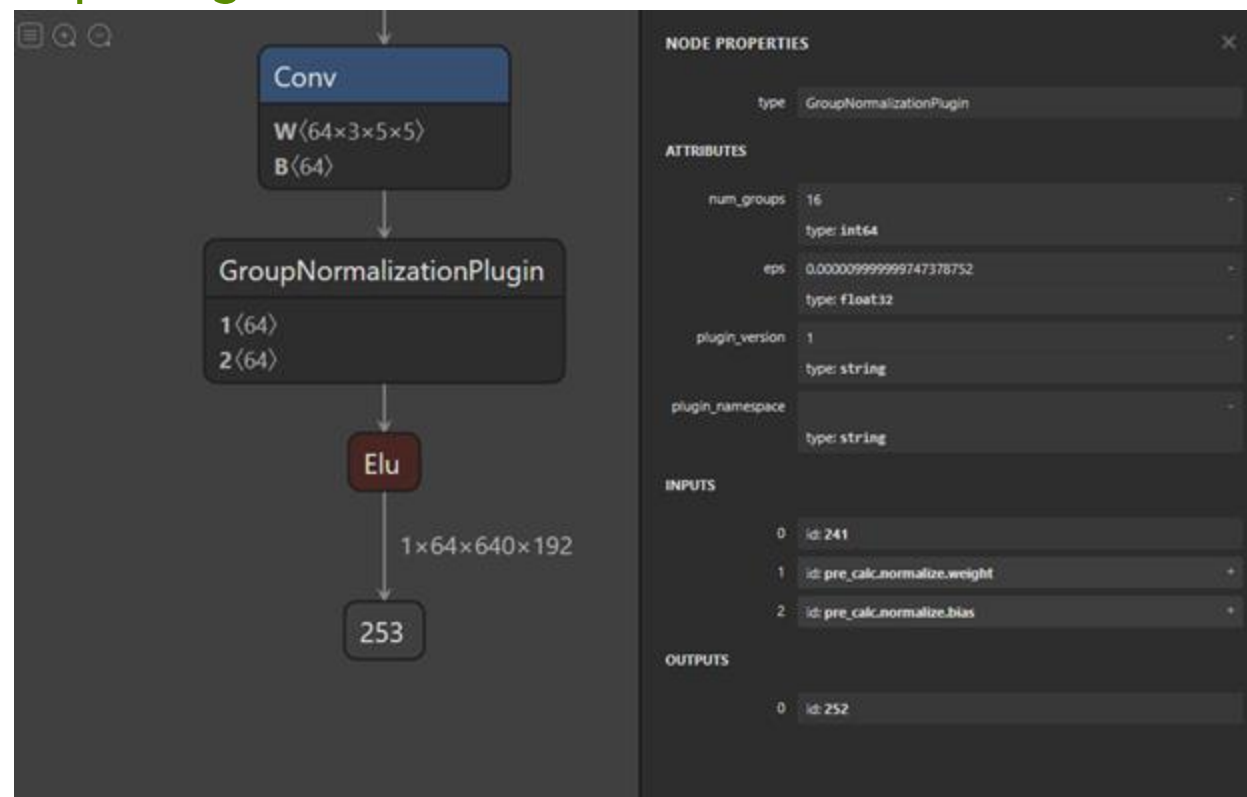 Conv
W⟨64×3×5×5⟩
B⟨64⟩
GroupNormalizationPlugin
1⟨64⟩
2⟨64⟩
Elu
1×64×640×192
253
NODE PROPERTIES ×
type GroupNormalizationPlugin
ATTRIBUTES
num_groups 16 -
type: int64
eps 0.000009999999747378752 -
type: float32
plugin_version 1 -
type: string
plugin_namespace -
type: string
INPUTS
0 id: 241
1 id: pre_calc.normalize.weight +
2 id: pre_calc.normalize.bias +
OUTPUTS
0 id: 252